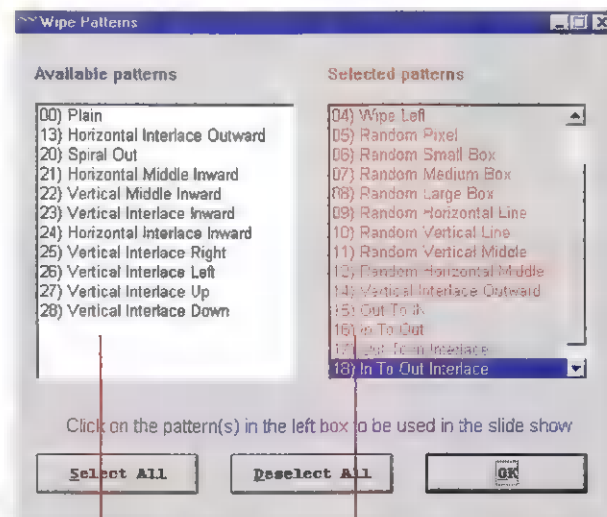 Wipe Patterns
Available patterns
00) Plain
13) Horizontal Interlace Outward
20) Spiral Out
21) Horizontal Middle Inward
22) Vertical Middle Inward
23) Vertical Interlace Inward
24) Horizontal Interlace Inward
25) Vertical Interlace Right
26) Vertical Interlace Left
27) Vertical Interlace Up
28) Vertical Interlace Down
Selected patterns
04) Wipe Left
05) Random Pixel
06) Random Small Box
07) Random Medium Box
08) Random Large Box
09) Random Horizontal Line
10) Random Vertical Line
11) Random Vertical Middle
12) Random Horizontal Middle
14) Vertical Interlace Outward
15) Out To In
16) In To Out
17) Out To In Interlace
18) In To Out Interlace
Click on the pattern(s) in the left box to be used in the slide show
Select All
Deselect All
OK